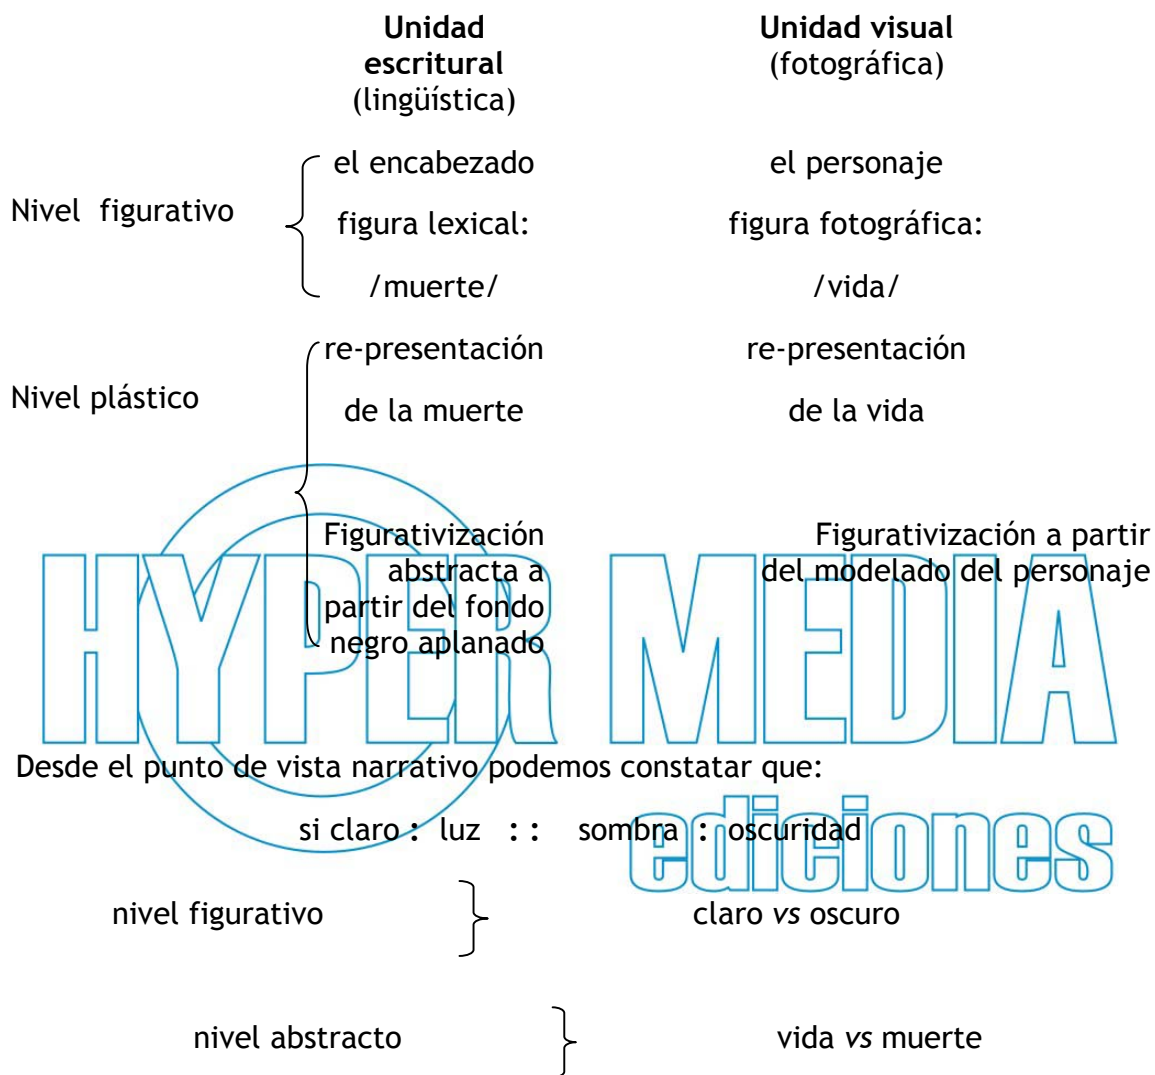 Unidad escritural (lingüística)
Unidad visual (fotográfica)
Nivel figurativo
el encabezado
el personaje
figura lexical:
figura fotográfica:
/muerte/
/vida/
Nivel plástico
re-presentación
re-presentación
de la muerte
de la vida
Figurativización
abstracta a
partir del fondo
negro aplanado
Figurativización a partir
del modelado del personaje
HYPER MEDIA
ediciones
Desde el punto de vista narrativo podemos constatar que:
si claro : luz : : sombra : oscuridad
nivel figurativo
claro vs oscuro
nivel abstracto
vida vs muerte